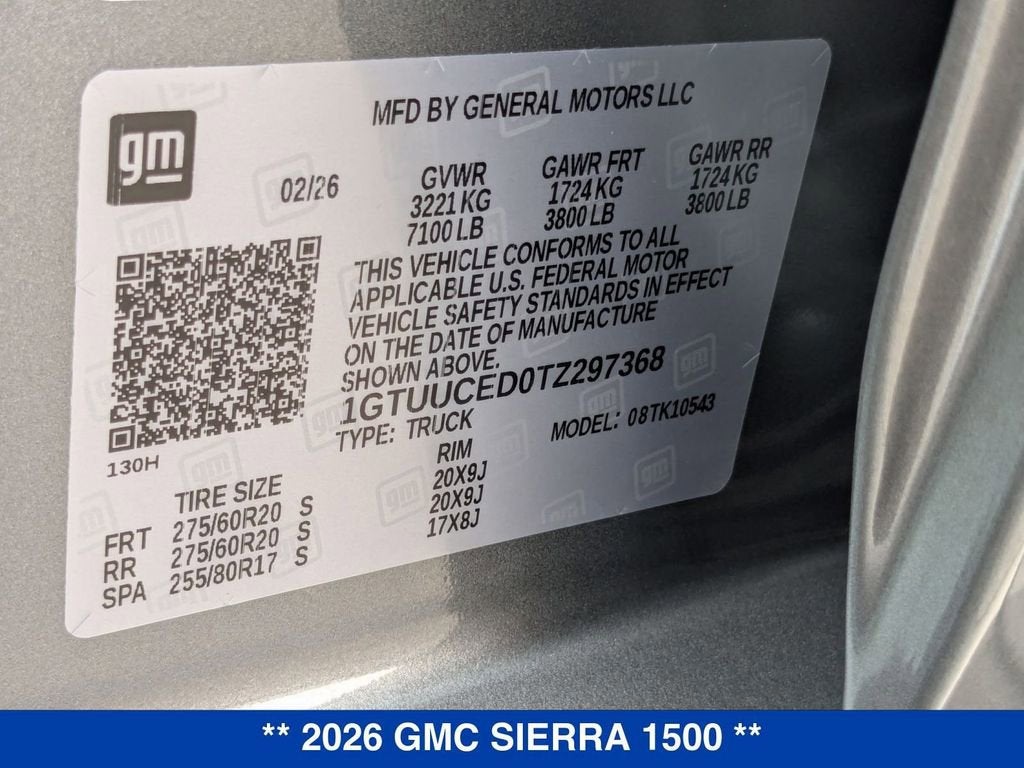 MFD BY GENERAL MOTORS LLC
gm
02/26
GVWR GAWR FRT GAWR RR
3221 KG 1724 KG 1724 KG
7100 LB 3800 LB 3800 LB
THIS VEHICLE CONFORMS TO ALL
APPLICABLE U.S. FEDERAL MOTOR
VEHICLE SAFETY STANDARDS IN EFFECT
ON THE DATE OF MANUFACTURE
SHOWN ABOVE.
1GTUUCED0TZ297368
TYPE: TRUCK MODEL: 08TK10543
130H
TIRE SIZE RIM
FRT 275/60R20 S 20X9J
RR 275/60R20 S 20X9J
SPA 255/80R17 S 17X8J
** 2026 GMC SIERRA 1500 **